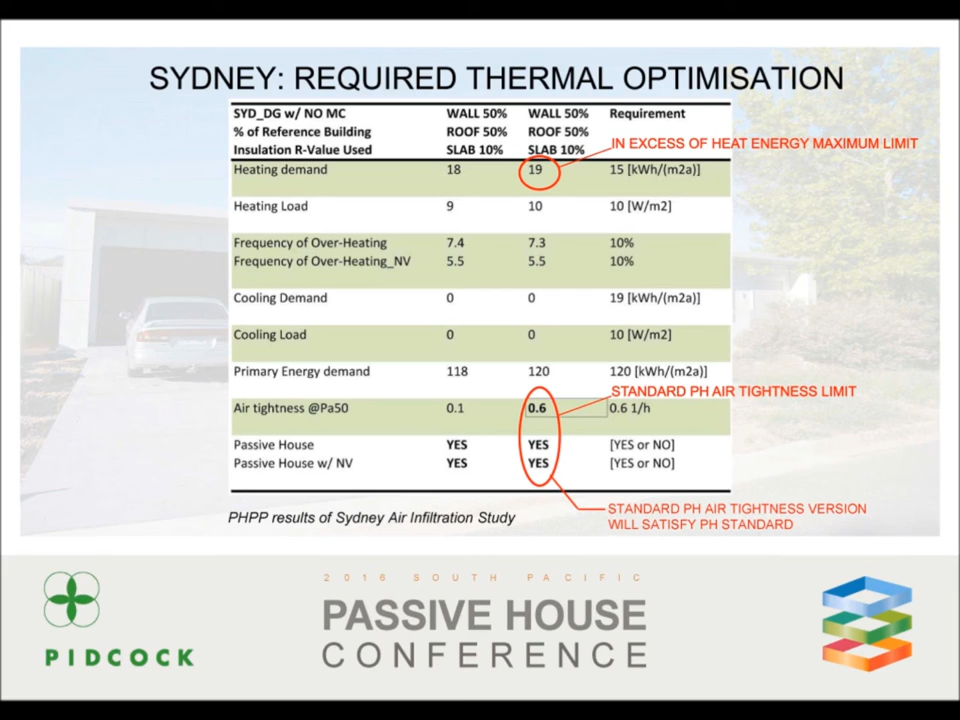 SYDNEY: REQUIRED THERMAL OPTIMISATION
SYD_DG w/ NO MC WALL 50% WALL 50% Requirement
% of Reference Building ROOF 50% ROOF 50%
Insulation R-Value Used SLAB 10% SLAB 10%
IN EXCESS OF HEAT ENERGY MAXIMUM LIMIT
Heating demand 18 19 15 [kWh/(m2a)]
Heating Load 9 10 10 [W/m2]
Frequency of Over-Heating 7.4 7.3 10%
Frequency of Over-Heating_NV 5.5 5.5 10%
Cooling Demand 0 0 19 [kWh/(m2a)]
Cooling Load 0 0 10 [W/m2]
Primary Energy demand 118 120 120 [kWh/(m2a)]
STANDARD PH AIR TIGHTNESS LIMIT
Air tightness @Pa50 0.1 0.6 0.6 1/h
Passive House YES YES [YES or NO]
Passive House w/ NV YES YES [YES or NO]
PHPP results of Sydney Air Infiltration Study
STANDARD PH AIR TIGHTNESS VERSION
WILL SATISFY PH STANDARD
2016 SOUTH PACIFIC
PASSIVE HOUSE
CONFERENCE
PIDCOCK